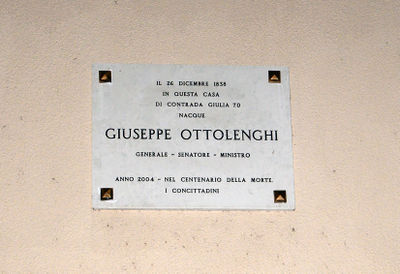 IL 26 DICEMBRE 1838
IN QUESTA CASA
DI CONTRADA GIULIA 70
NACQUE
GIUSEPPE OTTOLENGHI
GENERALE - SENATORE - MINISTRO
ANNO 2004 - NEL CENTENARIO DELLA MORTE.
I CONCITTADINI